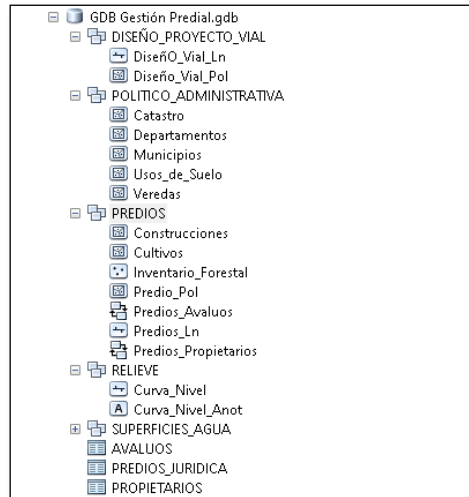 GDB Gestión Predial.gdb
DISEÑO_PROYECTO_VIAL
DiseñO_Vial_Ln
Diseño_Vial_Pol
POLITICO_ADMINISTRATIVA
Catastro
Departamentos
Municipios
Usos_de_Suelo
Veredas
PREDIOS
Construcciones
Cultivos
Inventario_Forestal
Predio_Pol
Predios_Avaluos
Predios_Ln
Predios_Propietarios
RELIEVE
Curva_Nivel
A Curva_Nivel_Anot
SUPERFICIES_AGUA
AVALUOS
PREDIOS_JURIDICA
PROPIETARIOS